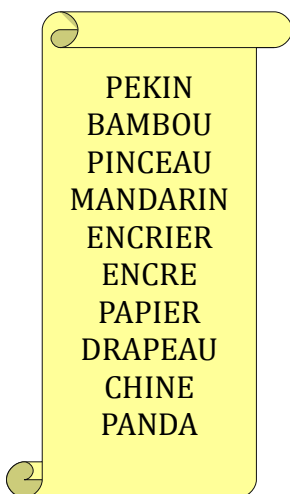 PEKIN
BAMBOU
PINCEAU
MANDARIN
ENCRIER
ENCRE
PAPIER
DRAPEAU
CHINE
PANDA